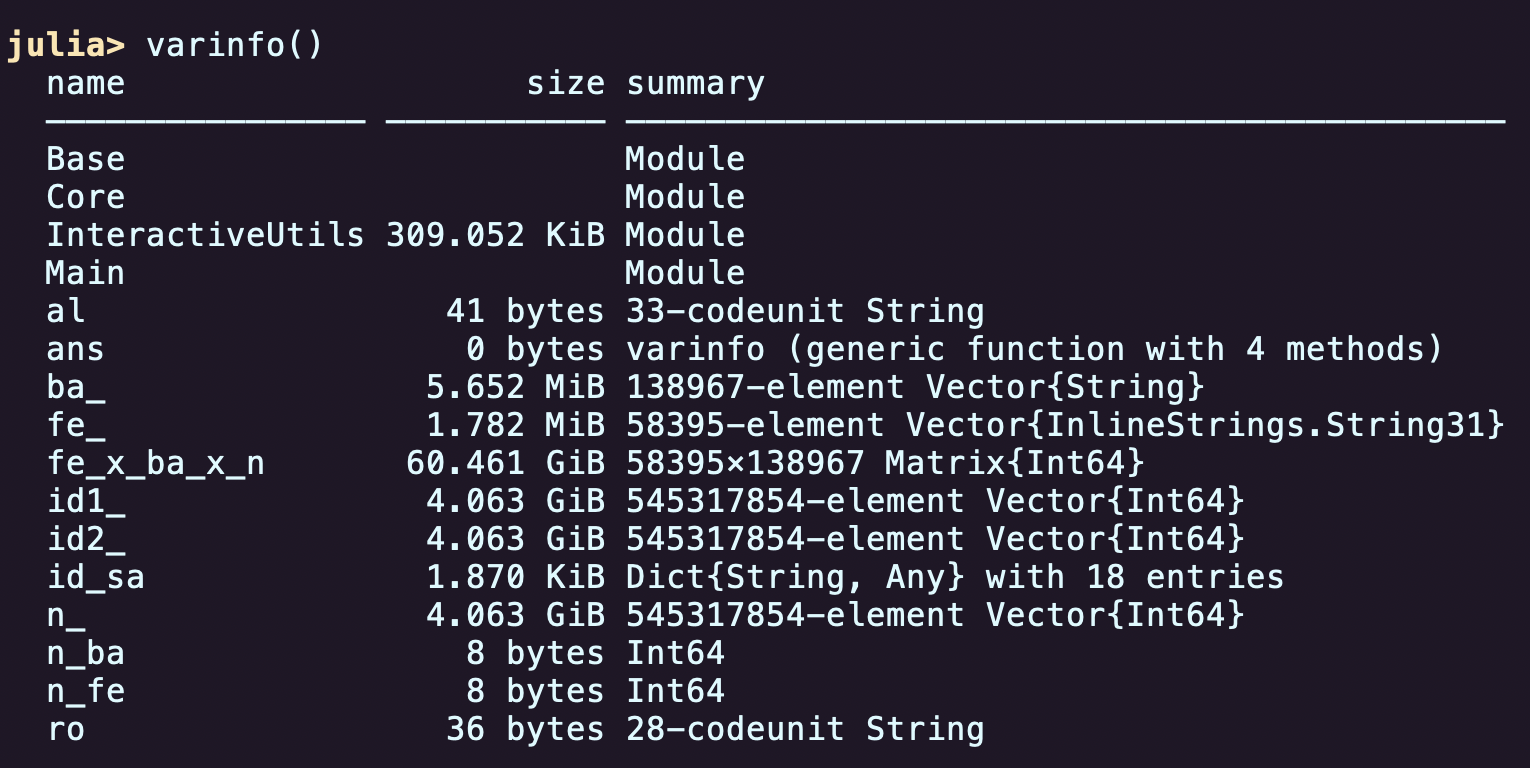 julia> varinfo()
name size summary
–––––––––––––––– ––––––––––– ––––––––––––––––––––––––––––––––––––––––––––
Base Module
Core Module
InteractiveUtils 309.052 KiB Module
Main Module
al 41 bytes 33-codeunit String
ans 0 bytes varinfo (generic function with 4 methods)
ba_ 5.652 MiB 138967-element Vector{String}
fe_ 1.782 MiB 58395-element Vector{InlineStrings.String31}
fe_x_ba_x_n 60.461 GiB 58395×138967 Matrix{Int64}
id1_ 4.063 GiB 545317854-element Vector{Int64}
id2_ 4.063 GiB 545317854-element Vector{Int64}
id_sa 1.870 KiB Dict{String, Any} with 18 entries
n_ 4.063 GiB 545317854-element Vector{Int64}
n_ba 8 bytes Int64
n_fe 8 bytes Int64
ro 36 bytes 28-codeunit String